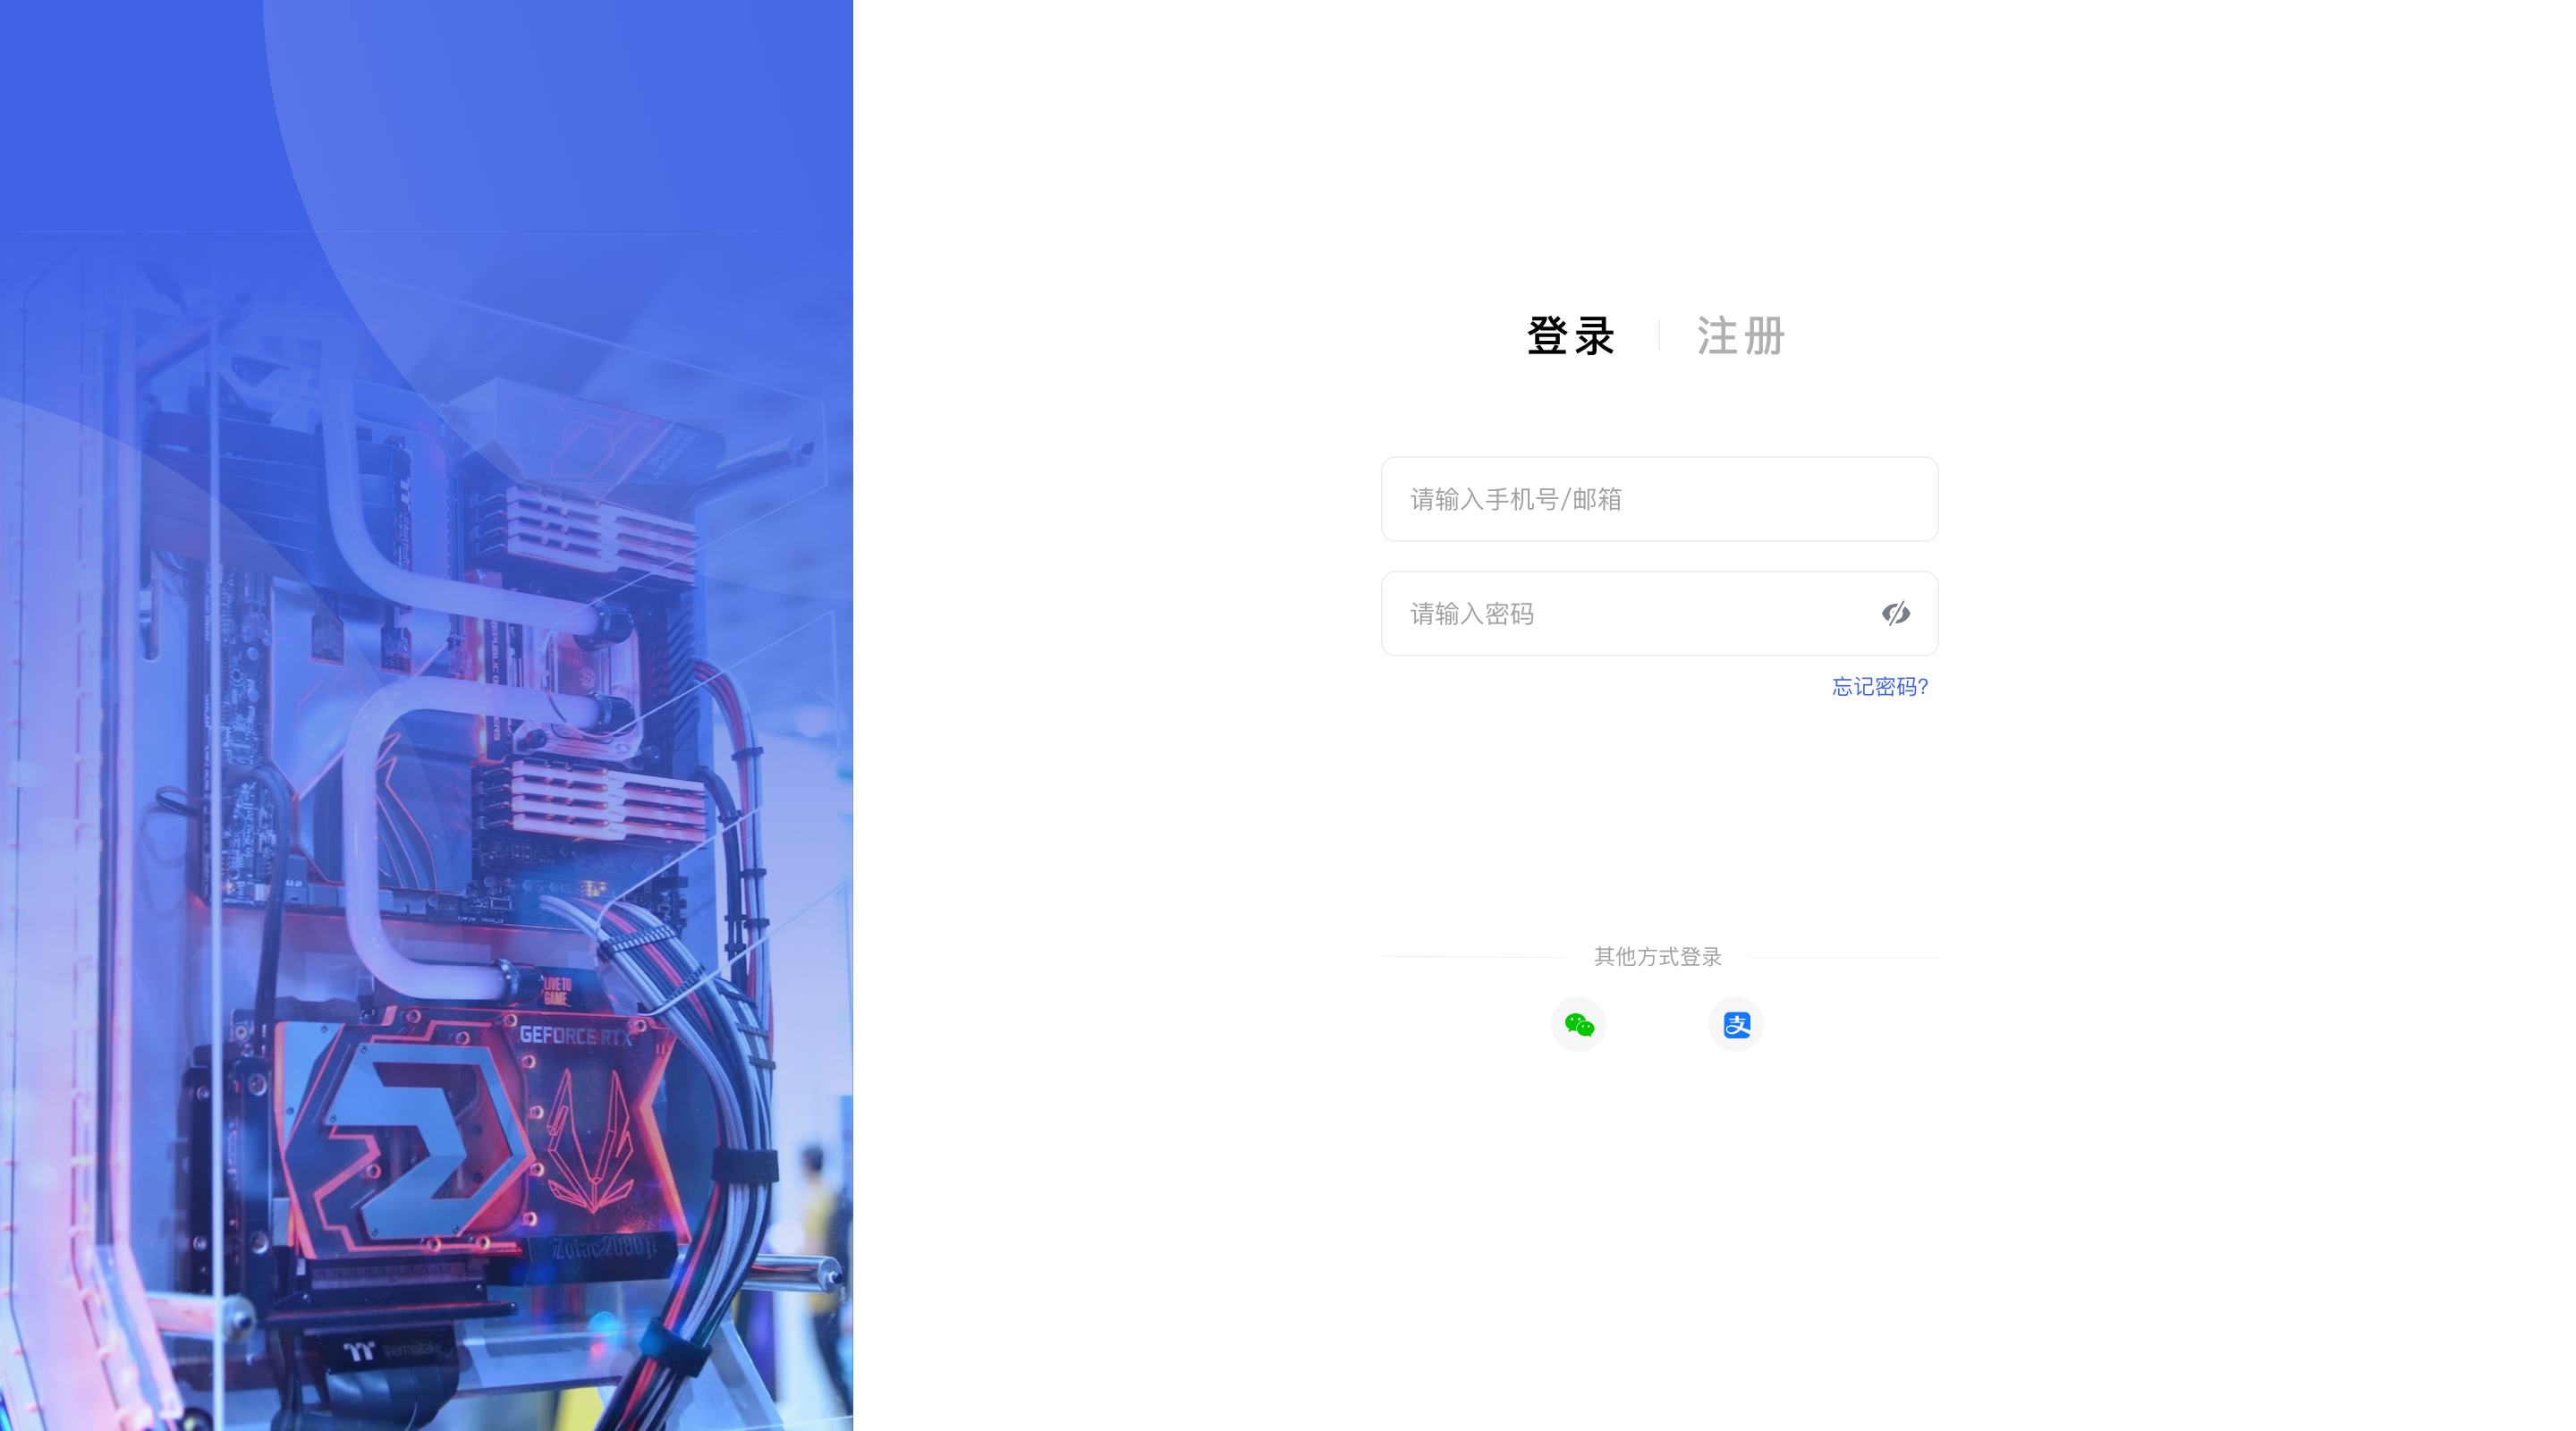 登录
注册
请输入手机号/邮箱
请输入密码
忘记密码?
其他方式登录
支
LIVE TO
GAME
GEFORCE RTX
thermaltake